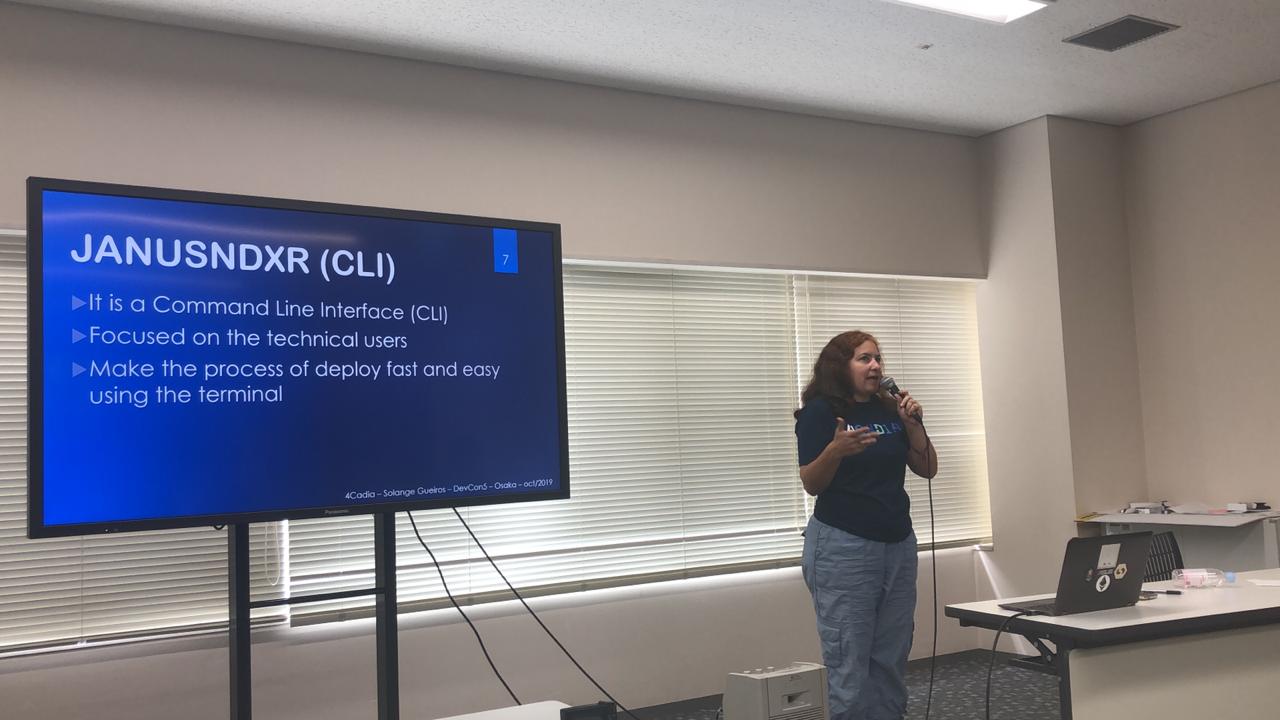 JANUSNDXR (CLI)
7
It is a Command Line Interface (CLI)
Focused on the technical users
Make the process of deploy fast and easy
using the terminal
4Cadia – Solange Gueiros – DevCon5 – Osaka – oct/2019
Panasonic